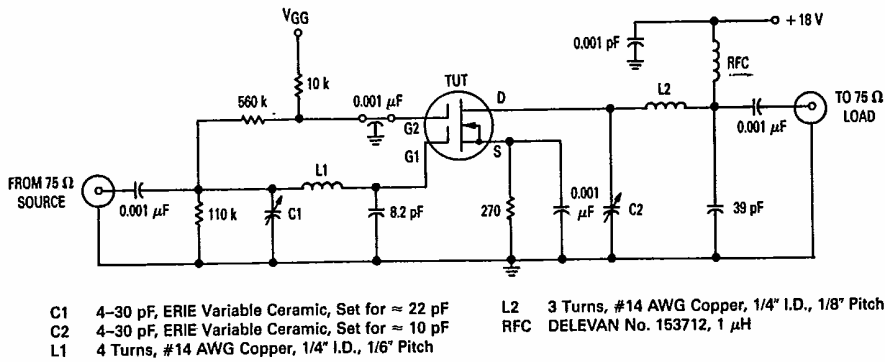 VGG
+18 V
0.001 pF
RFC
10 k
TUT
560 k
0.001 μF
D
L2
G2
G1
S
TO 75 Ω
LOAD
0.001 μF
FROM 75 Ω
SOURCE
0.001 μF
L1
110 k
C1
8.2 pF
270
0.001
μF
C2
39 pF
C1 4–30 pF, ERIE Variable Ceramic, Set for ≈ 22 pF
C2 4–30 pF, ERIE Variable Ceramic, Set for ≈ 10 pF
L1 4 Turns, #14 AWG Copper, 1/4" I.D., 1/6" Pitch
L2 3 Turns, #14 AWG Copper, 1/4" I.D., 1/8" Pitch
RFC DELEVAN No. 153712, 1 μH